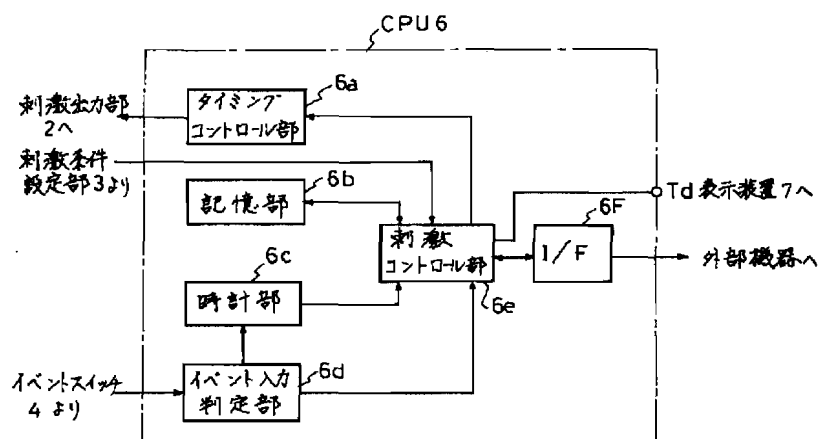 CPU6
刺激出力部
2へ
タイミング
コントロール部
6a
刺激条件
設定部3より
記憶部
6b
刺激
コントロール部
6e
Td表示装置7へ
I/F
6F
外部機器へ
時計部
6c
イベントスイッチ
4より
イベント入力
判定部
6d